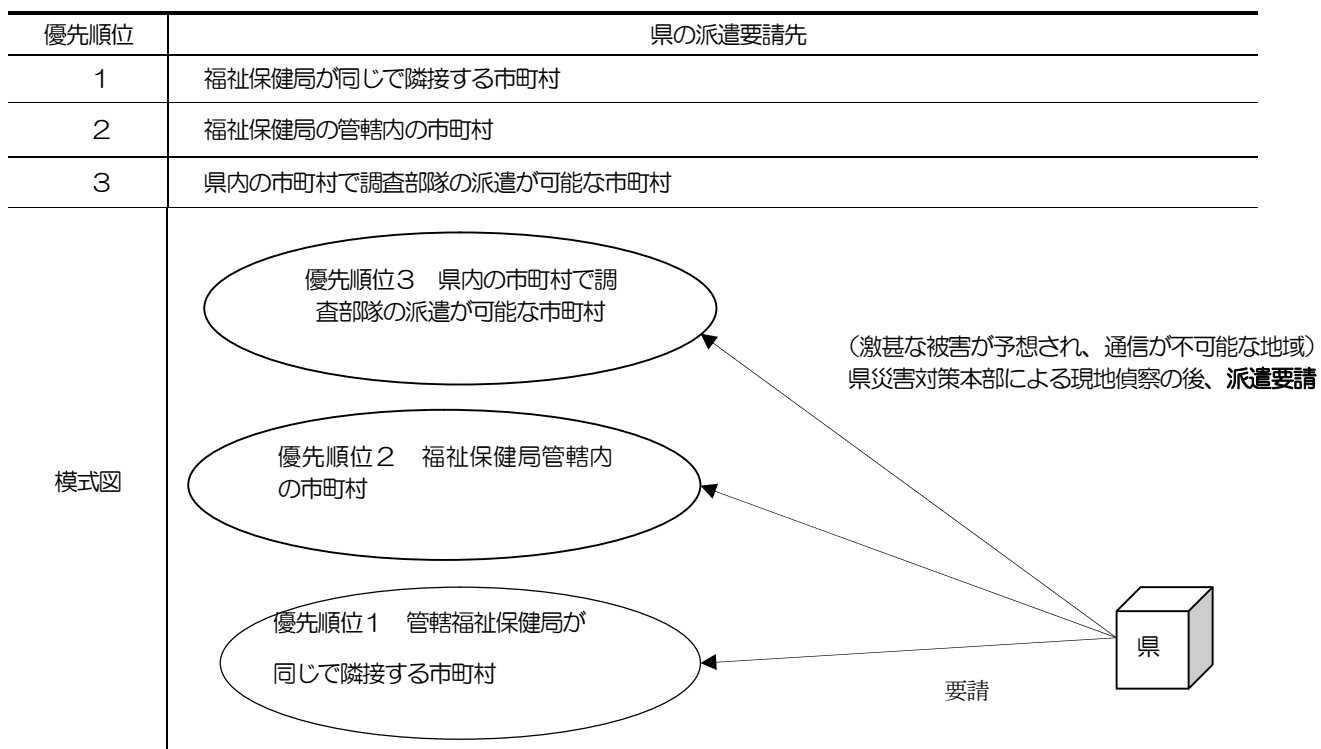 優先順位 県の派遣要請先
1 福祉保健局が同じで隣接する市町村
2 福祉保健局の管轄内の市町村
3 県内の市町村で調査部隊の派遣が可能な市町村
模式図
優先順位3 県内の市町村で調
査部隊の派遣が可能な市町村
(激甚な被害が予想され、通信が不可能な地域)
県災害対策本部による現地偵察の後、派遣要請
優先順位2 福祉保健局管轄内
の市町村
優先順位1 管轄福祉保健局が
同じで隣接する市町村
県
要請